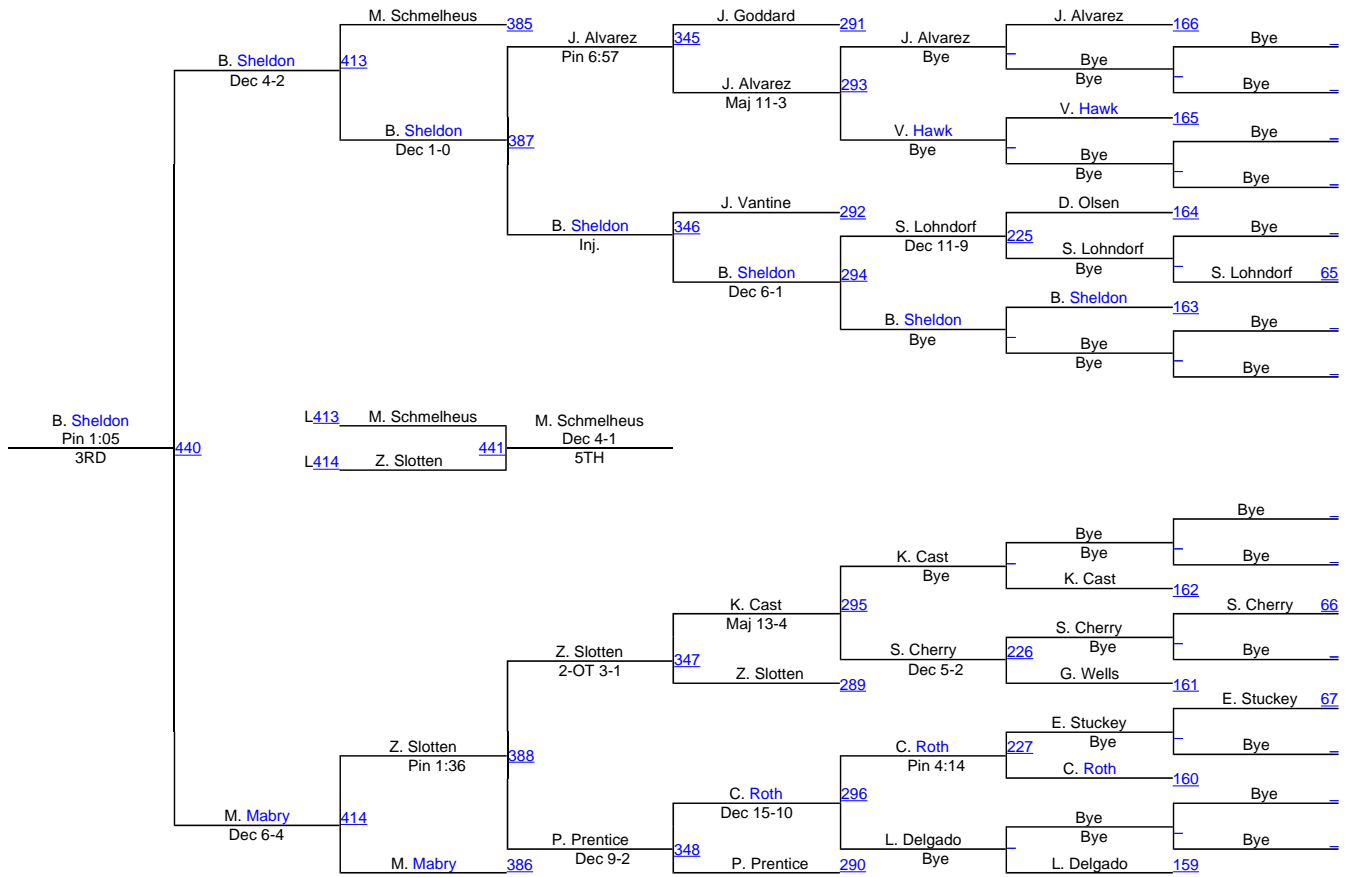 M. Schmelheus 385
J. Goddard 291
J. Alvarez 166
J. Alvarez 345
J. Alvarez
Bye _
Pin 6:57
Bye
_
Bye
B. Sheldon 413
Bye
_
Dec 4-2
J. Alvarez 293
Bye _
Maj 11-3
V. Hawk 165
B. Sheldon 387
V. Hawk
Bye _
Dec 1-0
Bye
_
Bye
Bye
_
Bye _
J. Vantine 292
D. Olsen 164
B. Sheldon 346
S. Lohndorf 225
Bye _
Inj.
Dec 11-9
S. Lohndorf
B. Sheldon 294
Bye
_
S. Lohndorf 65
Dec 6-1
B. Sheldon 163
B. Sheldon
Bye _
Bye
_
Bye
Bye
_
Bye _
B. Sheldon
L413 M. Schmelheus
M. Schmelheus
Pin 1:05
440
441
Dec 4-1
3RD
L414 Z. Slotten
5TH
Bye _
Bye
K. Cast
Bye
_
Bye _
Bye
_
K. Cast 162
K. Cast 295
S. Cherry 66
Maj 13-4
S. Cherry
Z. Slotten 347
S. Cherry 226
Bye
_
Bye _
2-OT 3-1
Dec 5-2
Z. Slotten 289
G. Wells 161
E. Stuckey 67
E. Stuckey
Z. Slotten 388
C. Roth 227
Bye
_
Bye _
Pin 1:36
Pin 4:14
C. Roth 160
C. Roth 296
Bye _
M. Mabry 414
Dec 15-10
Bye
Dec 6-4
P. Prentice 348
L. Delgado
Bye
_
Bye _
Dec 9-2
Bye
_
M. Mabry 386
P. Prentice 290
L. Delgado 159